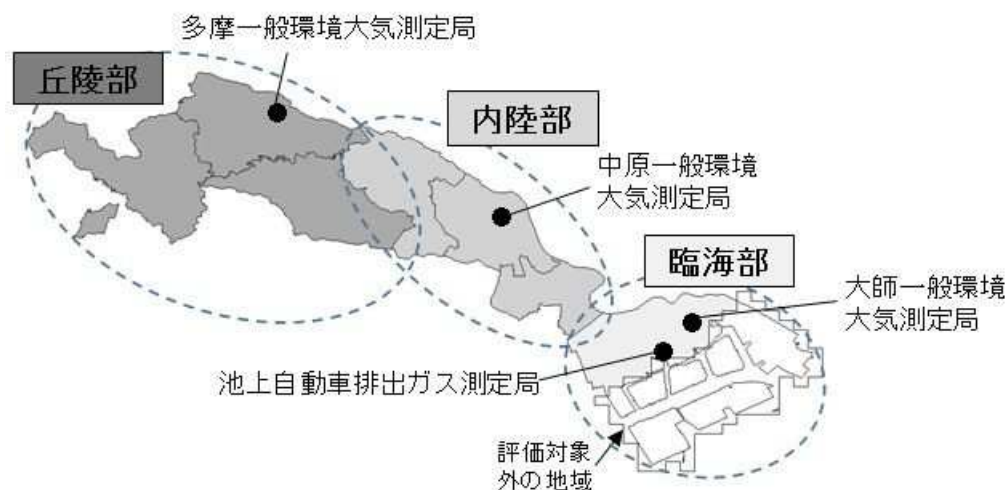 多摩一般環境大気測定局
丘陵部
内陸部
中原一般環境
大気測定局
臨海部
大師一般環境
大気測定局
池上自動車排出ガス測定局
評価対象
外の地域